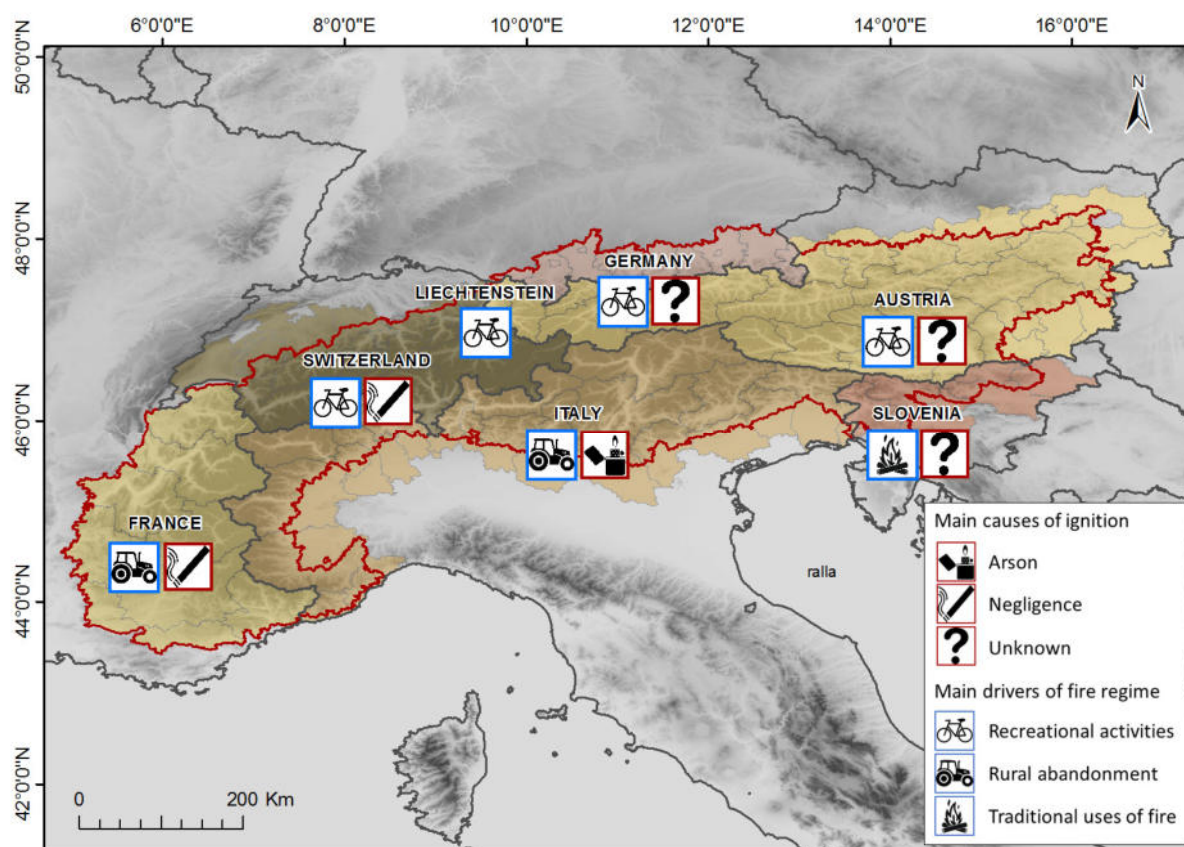 6°0'0"E 8°0'0"E 10°0'0"E 12°0'0"E 14°0'0"E 16°0'0"E
50°0'0"N
N
48°0'0"N
GERMANY
LIECHTENSTEIN
AUSTRIA
SWITZERLAND
ITALY
SLOVENIA
46°0'0"N
FRANCE
44°0'0"N
42°0'0"N
ralla
Main causes of ignition
Arson
Negligence
Unknown
Main drivers of fire regime
Recreational activities
Rural abandonment
Traditional uses of fire
0 200 Km